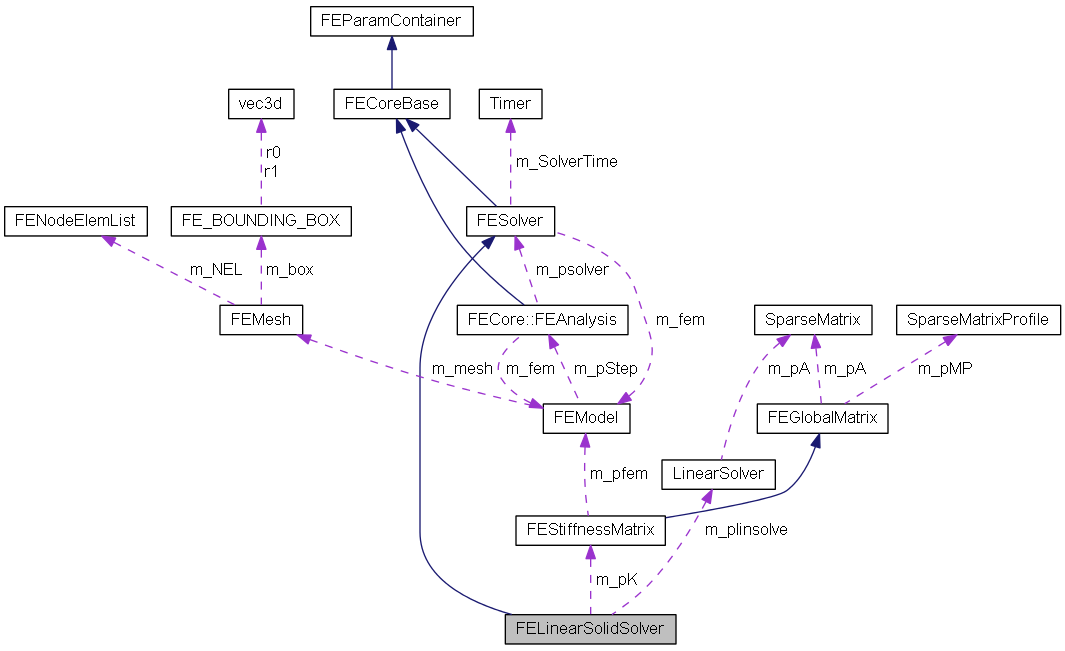 FEParamContainer
vec3d
FECoreBase
Timer
r0
r1
m_SolverTime
FENodeElemList
FE_BOUNDING_BOX
FESolver
m_NEL
m_box
m_psolver
FEMesh
FECore::FEAnalysis
m_fem
SparseMatrix
SparseMatrixProfile
m_mesh
m_fem
m_pStep
m_pA
m_pA
m_pMP
FEModel
FEGlobalMatrix
m_pfem
LinearSolver
FEStiffnessMatrix
m_plinsolve
m_pK
FELinearSolidSolver